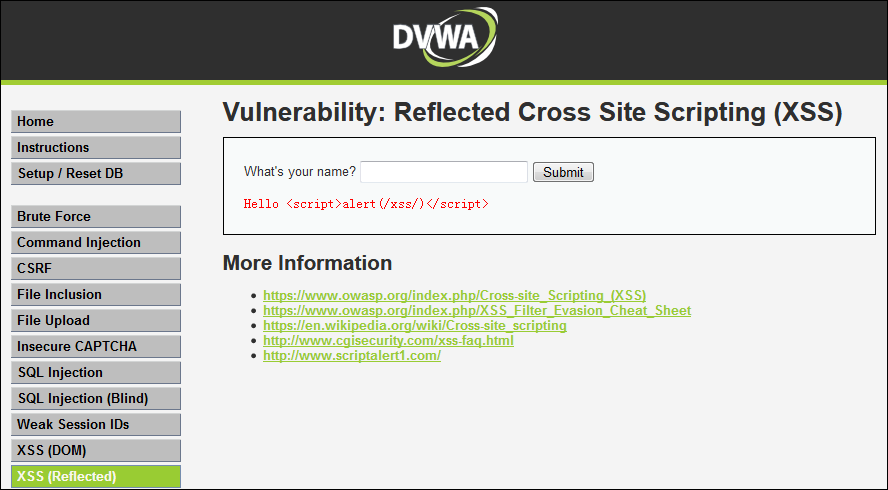 DVWA
Home
Instructions
Setup / Reset DB
Brute Force
Command Injection
CSRF
File Inclusion
File Upload
Insecure CAPTCHA
SQL Injection
SQL Injection (Blind)
Weak Session IDs
XSS (DOM)
XSS (Reflected)
Vulnerability: Reflected Cross Site Scripting (XSS)
What's your name? Submit
Hello <script>alert(/xss/)</script>
More Information
https://www.owasp.org/index.php/Cross-site_Scripting_(XSS)
https://www.owasp.org/index.php/XSS_Filter_Evasion_Cheat_Sheet
https://en.wikipedia.org/wiki/Cross-site_scripting
http://www.cgisecurity.com/xss-faq.html
http://www.scriptalert1.com/